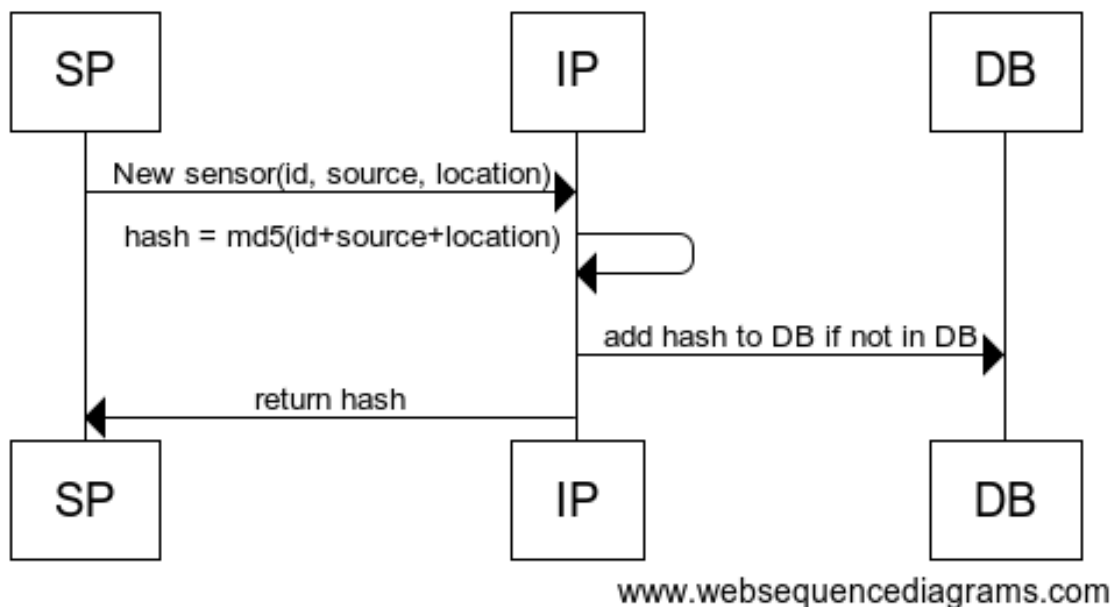 SP
IP
DB
New sensor(id, source, location)
hash = md5(id+source+location)
add hash to DB if not in DB
return hash
SP
IP
DB
www.websequencediagrams.com